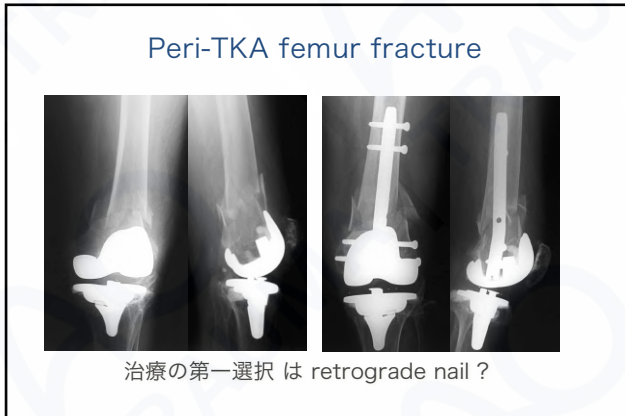 Peri-TKA femur fracture
治療の第一選択 は retrograde nail ?